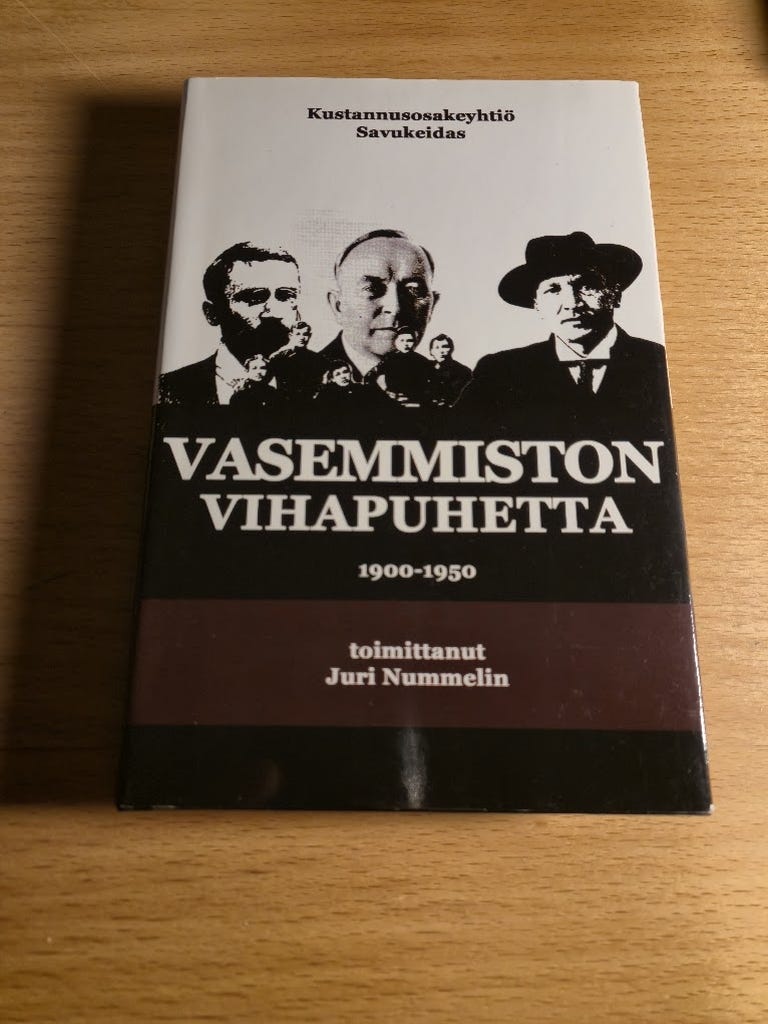 Kustannusosakeyhtiö
Savukeidas
VASEMMISTON
VIHAPUHETTA
1900-1950
toimittanut
Juri Nummelin